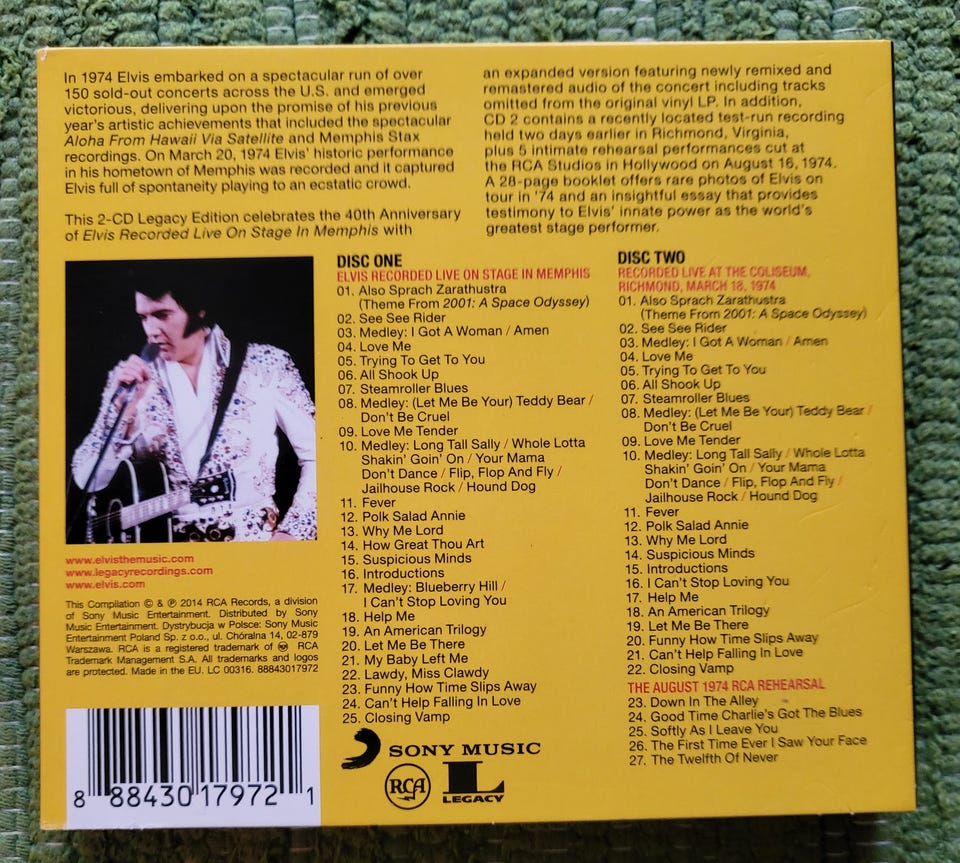 In 1974 Elvis embarked on a spectacular run of over
150 sold-out concerts across the U.S. and emerged
victorious, delivering upon the promise of his previous
year's artistic achievements that included the spectacular
Aloha From Hawaii Via Satellite and Memphis Stax
recordings. On March 20, 1974 Elvis' historic performance
in his hometown of Memphis was recorded and it captured
Elvis full of spontaneity playing to an ecstatic crowd.
This 2-CD Legacy Edition celebrates the 40th Anniversary
of Elvis Recorded Live On Stage In Memphis with
an expanded version featuring newly remixed and
remastered audio of the concert including tracks
omitted from the original vinyl LP. In addition,
CD 2 contains a recently located test-run recording
held two days earlier in Richmond, Virginia,
plus 5 intimate rehearsal performances cut at
the RCA Studios in Hollywood on August 16, 1974.
A 28-page booklet offers rare photos of Elvis on
tour in '74 and an insightful essay that provides
testimony to Elvis' innate power as the world's
greatest stage performer.
DISC ONE
ELVIS RECORDED LIVE ON STAGE IN MEMPHIS
01. Also Sprach Zarathustra
(Theme From 2001: A Space Odyssey)
02. See See Rider
03. Medley: I Got A Woman / Amen
04. Love Me
05. Trying To Get To You
06. All Shook Up
07. Steamroller Blues
08. Medley: (Let Me Be Your) Teddy Bear /
Don't Be Cruel
09. Love Me Tender
10. Medley: Long Tall Sally / Whole Lotta
Shakin' Goin' On / Your Mama
Don't Dance / Flip, Flop And Fly /
Jailhouse Rock / Hound Dog
11. Fever
12. Polk Salad Annie
13. Why Me Lord
14. How Great Thou Art
15. Suspicious Minds
16. Introductions
17. Medley: Blueberry Hill /
I Can't Stop Loving You
18. Help Me
19. An American Trilogy
20. Let Me Be There
21. My Baby Left Me
22. Lawdy, Miss Clawdy
23. Funny How Time Slips Away
24. Can't Help Falling In Love
25. Closing Vamp
DISC TWO
RECORDED LIVE AT THE COLISEUM,
RICHMOND, MARCH 18, 1974
01. Also Sprach Zarathustra
(Theme From 2001: A Space Odyssey)
02. See See Rider
03. Medley: I Got A Woman / Amen
04. Love Me
05. Trying To Get To You
06. All Shook Up
07. Steamroller Blues
08. Medley: (Let Me Be Your) Teddy Bear /
Don't Be Cruel
09. Love Me Tender
10. Medley: Long Tall Sally / Whole Lotta
Shakin' Goin' On / Your Mama
Don't Dance / Flip, Flop And Fly /
Jailhouse Rock / Hound Dog
11. Fever
12. Polk Salad Annie
13. Why Me Lord
14. Suspicious Minds
15. Introductions
16. I Can't Stop Loving You
17. Help Me
18. An American Trilogy
19. Let Me Be There
20. Funny How Time Slips Away
21. Can't Help Falling In Love
22. Closing Vamp
THE AUGUST 1974 RCA REHEARSAL
23. Down In The Alley
24. Good Time Charlie's Got The Blues
25. Softly As I Leave You
26. The First Time Ever I Saw Your Face
27. The Twelfth Of Never
www.elvisthemusic.com
www.legacyrecordings.com
www.elvis.com
This Compilation © & ℗ 2014 RCA Records, a division
of Sony Music Entertainment. Distributed by Sony
Music Entertainment. Dystrybucja w Polsce: Sony Music
Entertainment Poland Sp. z o.o., ul. Chóralna 14, 02-879
Warszawa. RCA is a registered trademark of RCA
Trademark Management S.A. All trademarks and logos
are protected. Made in the EU. LC 00316. 88843017972
8 88430 17972 1
SONY MUSIC
RCA
L
LEGACY